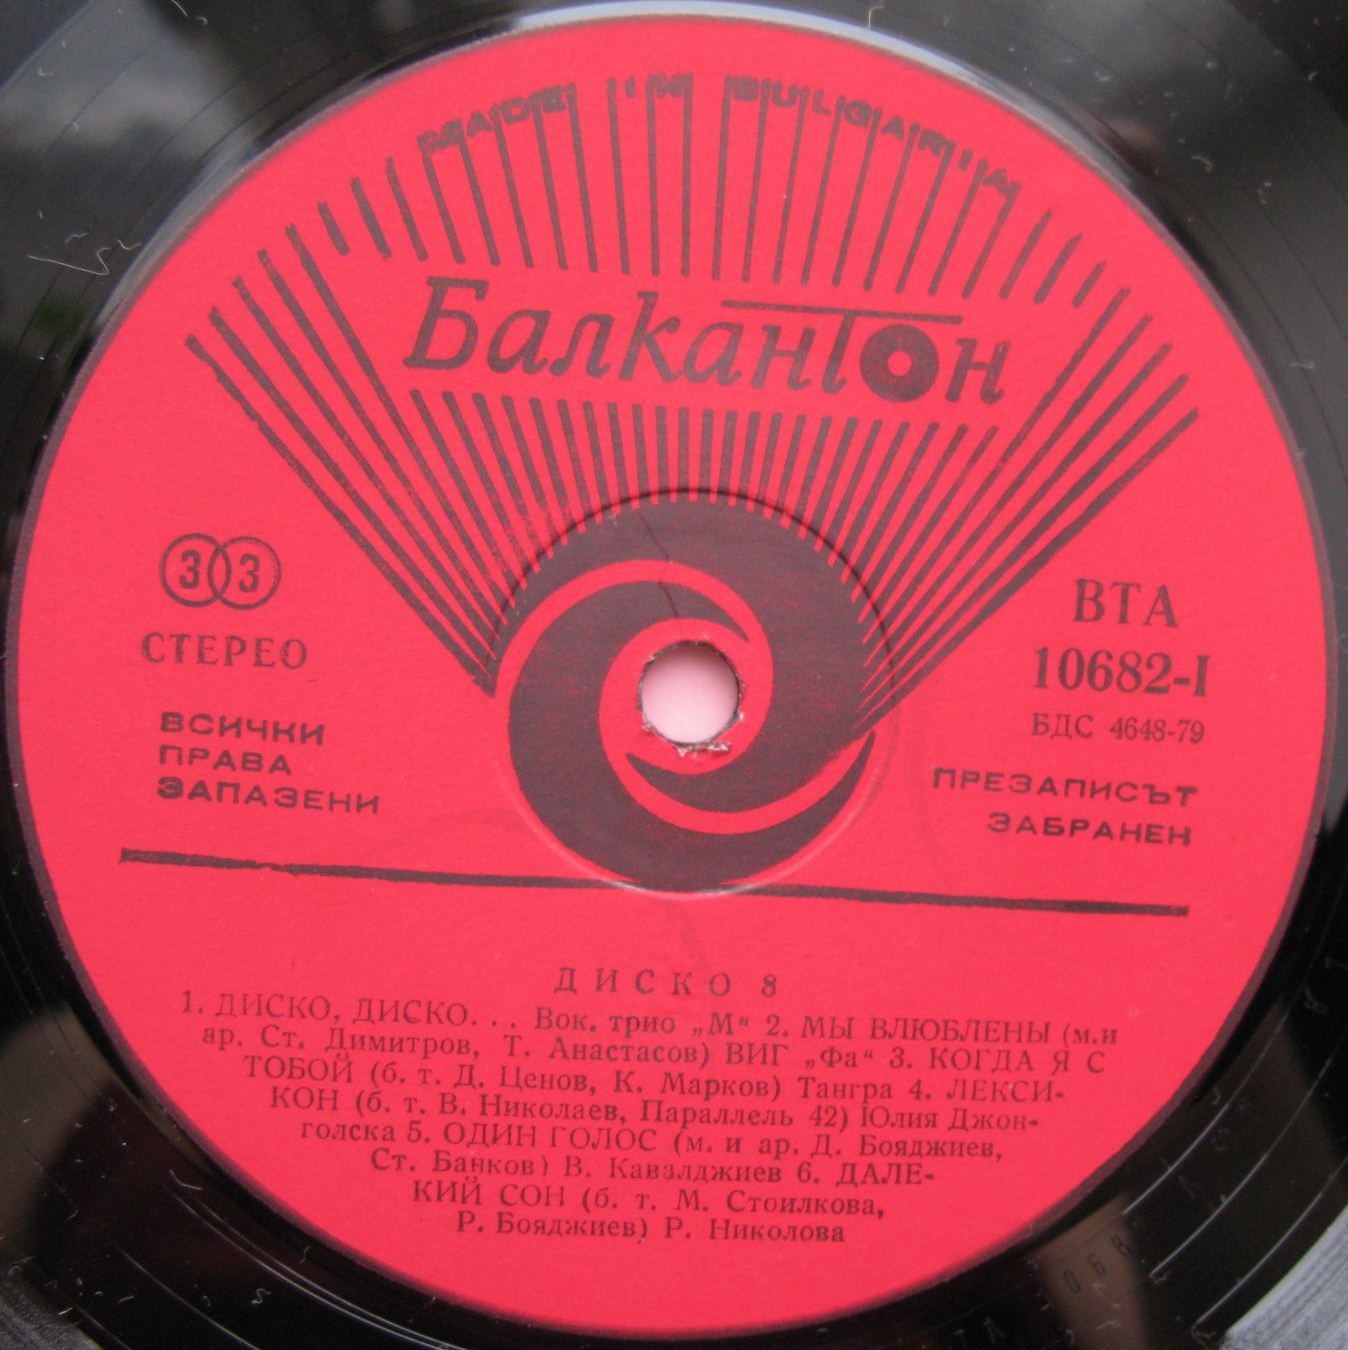 MADE IN BULGARIA
Балкантон
33
СТЕРЕО
ВСИЧКИ
ПРАВА
ЗАПАЗЕНИ
ВТА
10682-I
БДС 4648-79
ПРЕЗАПИСЪТ
ЗАБРАНЕН
ДИСКО 8
1. ДИСКО, ДИСКО... Вок. трио „М“ 2. МЫ ВЛЮБЛЕНЫ (м.и
ар. Ст. Димитров, Т. Анастасов) ВИГ „Фа“ 3. КОГДА Я С
ТОБОЙ (б. т. Д. Ценов, К. Марков) Тангра 4. ЛЕКСИ-
КОН (б. т. В. Николаев, Параллель 42) Юлия Джон-
голска 5. ОДИН ГОЛОС (м. и ар. Д. Бояджиев,
Ст. Банков) В. Кавалджиев 6. ДАЛЕ-
КИЙ СОН (б. т. М. Стоилкова,
Р. Бояджиев) Р. Николова